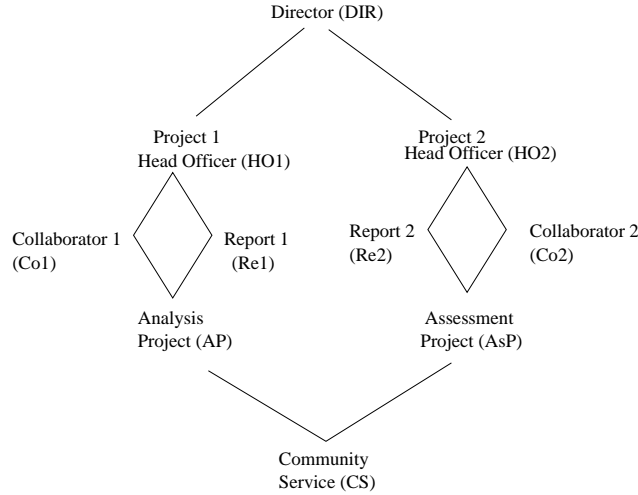 Director (DIR)
Project 1
Head Officer (HO1)
Project 2
Head Officer (HO2)
Collaborator 1
(Co1)
Report 1
(Re1)
Report 2
(Re2)
Collaborator 2
(Co2)
Analysis
Project (AP)
Assessment
Project (AsP)
Community
Service (CS)